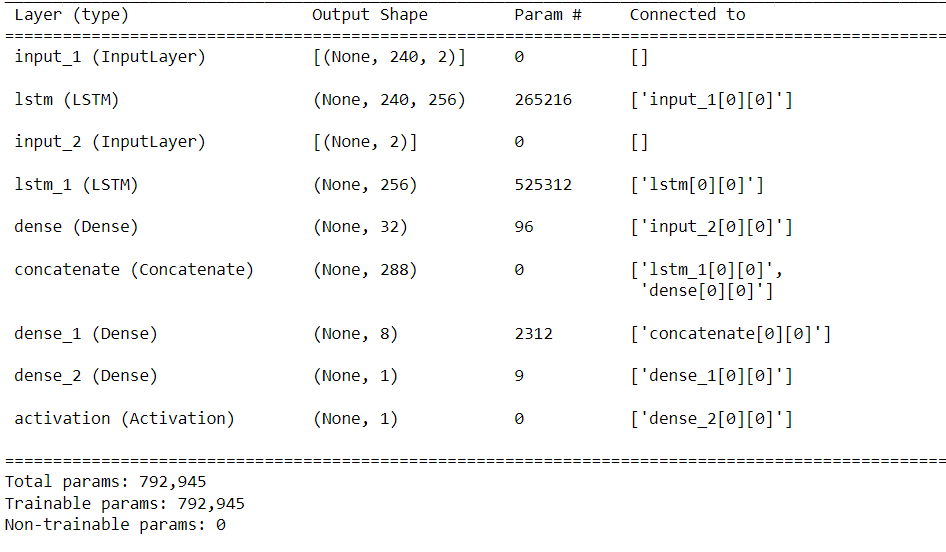 Layer (type) Output Shape Param # Connected to
==================================================================================================
input_1 (InputLayer) [(None, 240, 2)] 0 []
lstm (LSTM) (None, 240, 256) 265216 ['input_1[0][0]']
input_2 (InputLayer) [(None, 2)] 0 []
lstm_1 (LSTM) (None, 256) 525312 ['lstm[0][0]']
dense (Dense) (None, 32) 96 ['input_2[0][0]']
concatenate (Concatenate) (None, 288) 0 ['lstm_1[0][0]',
'dense[0][0]']
dense_1 (Dense) (None, 8) 2312 ['concatenate[0][0]']
dense_2 (Dense) (None, 1) 9 ['dense_1[0][0]']
activation (Activation) (None, 1) 0 ['dense_2[0][0]']
==================================================================================================
Total params: 792,945
Trainable params: 792,945
Non-trainable params: 0